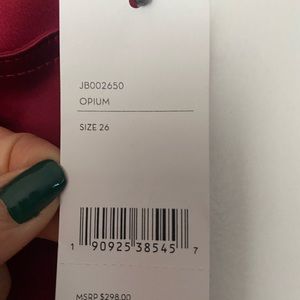 JB002650
OPIUM
SIZE 26
1 90925 38545 7
MSRP $298.00